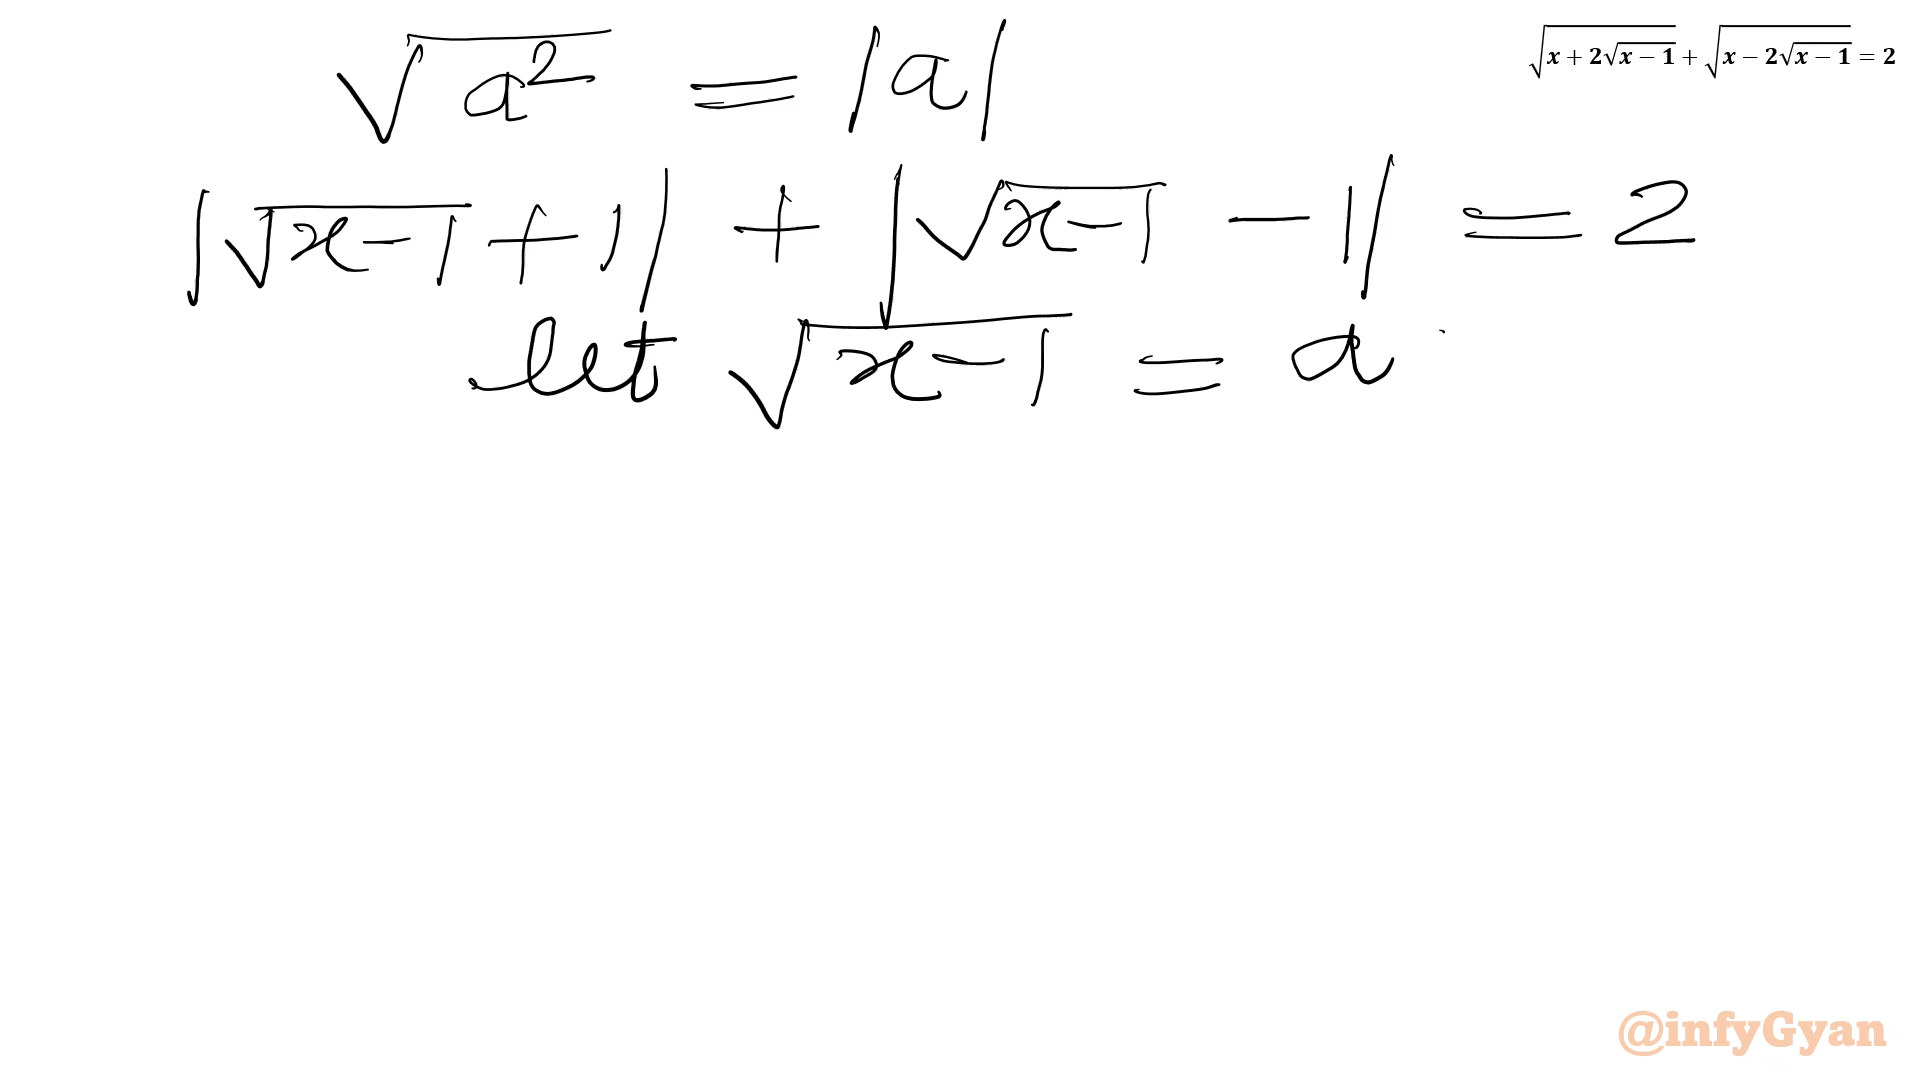 √(x + 2√(x − 1)) + √(x − 2√(x − 1)) = 2
√(a²) = |a|
|√(x-1) + 1| + |√(x-1) - 1| = 2
let √(x-1) = a
@infyGyan